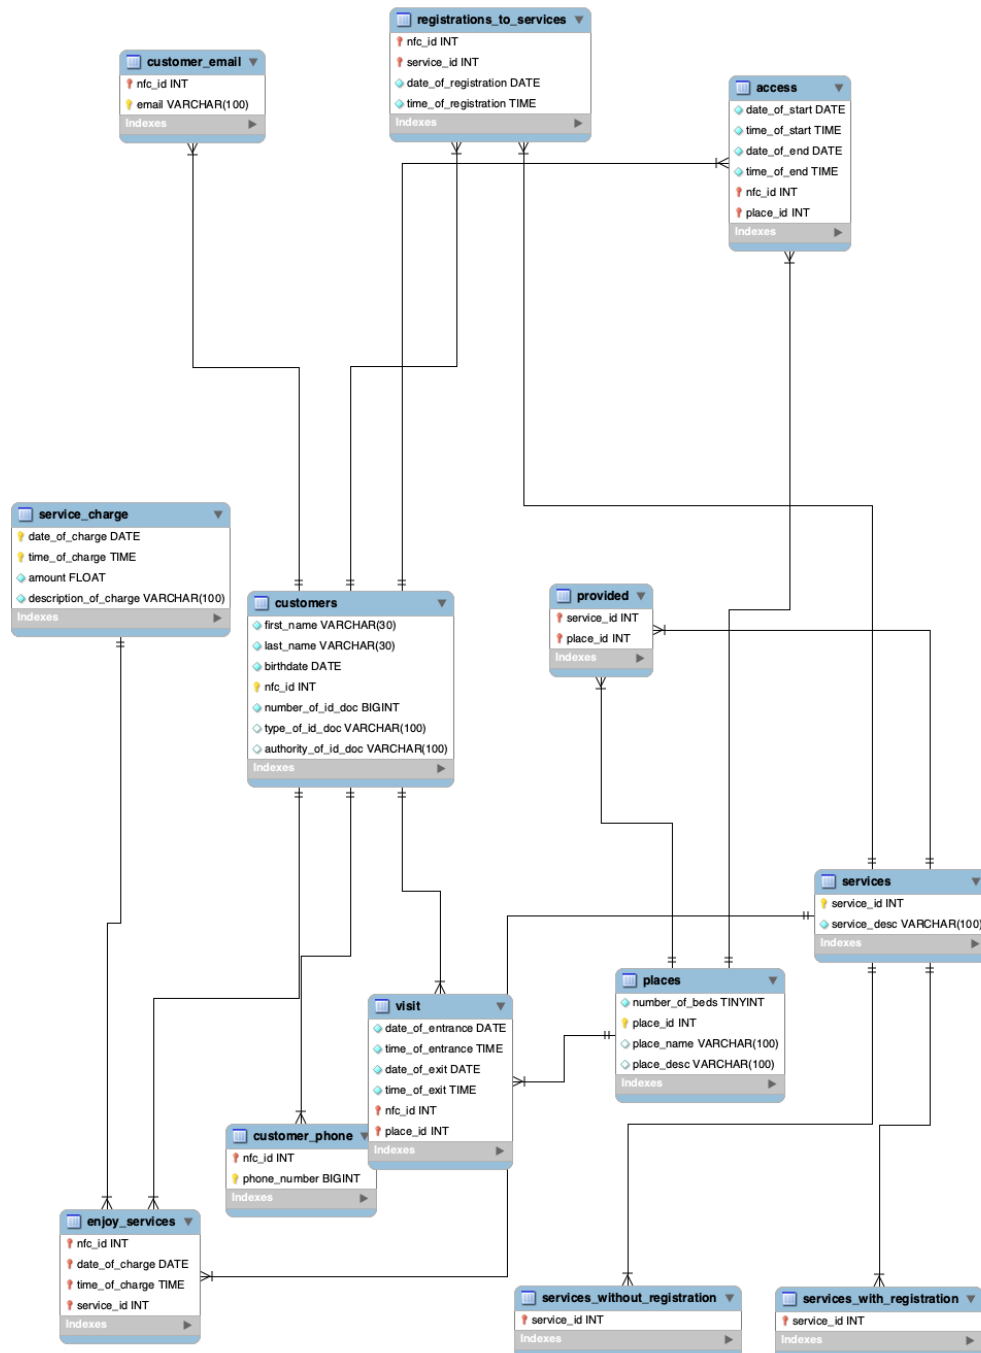 registrations_to_services
nfc_id INT
service_id INT
date_of_registration DATE
time_of_registration TIME
Indexes
customer_email
nfc_id INT
email VARCHAR(100)
Indexes
access
date_of_start DATE
time_of_start TIME
date_of_end DATE
time_of_end TIME
nfc_id INT
place_id INT
Indexes
service_charge
date_of_charge DATE
time_of_charge TIME
amount FLOAT
description_of_charge VARCHAR(100)
Indexes
customers
first_name VARCHAR(30)
last_name VARCHAR(30)
birthdate DATE
nfc_id INT
number_of_id_doc BIGINT
type_of_id_doc VARCHAR(100)
authority_of_id_doc VARCHAR(100)
Indexes
provided
service_id INT
place_id INT
Indexes
services
service_id INT
service_desc VARCHAR(100)
Indexes
places
number_of_beds TINYINT
place_id INT
place_name VARCHAR(100)
place_desc VARCHAR(100)
Indexes
visit
date_of_entrance DATE
time_of_entrance TIME
date_of_exit DATE
time_of_exit TIME
nfc_id INT
place_id INT
Indexes
customer_phone
nfc_id INT
phone_number BIGINT
Indexes
enjoy_services
nfc_id INT
date_of_charge DATE
time_of_charge TIME
service_id INT
Indexes
services_without_registration
service_id INT
Indexes
services_with_registration
service_id INT
Indexes